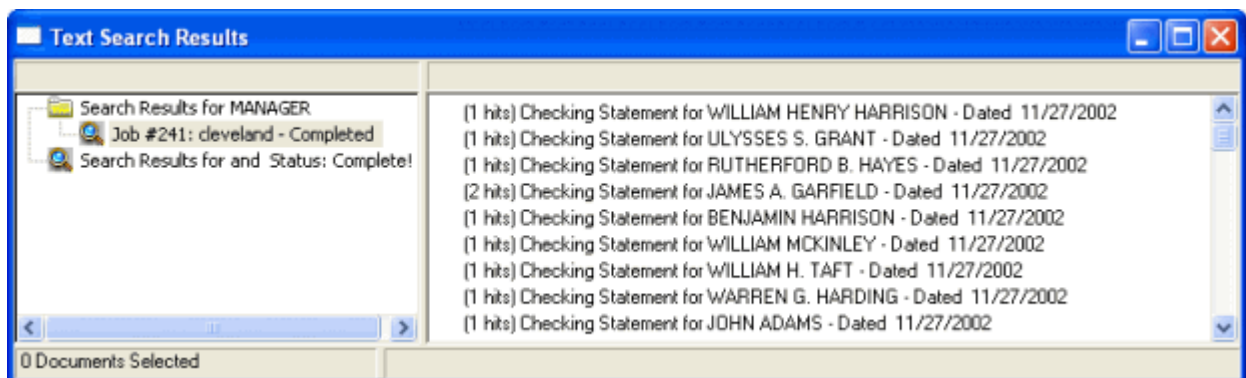 Text Search Results
Search Results for MANAGER
Job #241: cleveland - Completed
Search Results for and Status: Complete!
(1 hits) Checking Statement for WILLIAM HENRY HARRISON - Dated 11/27/2002
(1 hits) Checking Statement for ULYSSES S. GRANT - Dated 11/27/2002
(1 hits) Checking Statement for RUTHERFORD B. HAYES - Dated 11/27/2002
(2 hits) Checking Statement for JAMES A. GARFIELD - Dated 11/27/2002
(1 hits) Checking Statement for BENJAMIN HARRISON - Dated 11/27/2002
(1 hits) Checking Statement for WILLIAM MCKINLEY - Dated 11/27/2002
(1 hits) Checking Statement for WILLIAM H. TAFT - Dated 11/27/2002
(1 hits) Checking Statement for WARREN G. HARDING - Dated 11/27/2002
(1 hits) Checking Statement for JOHN ADAMS - Dated 11/27/2002
0 Documents Selected